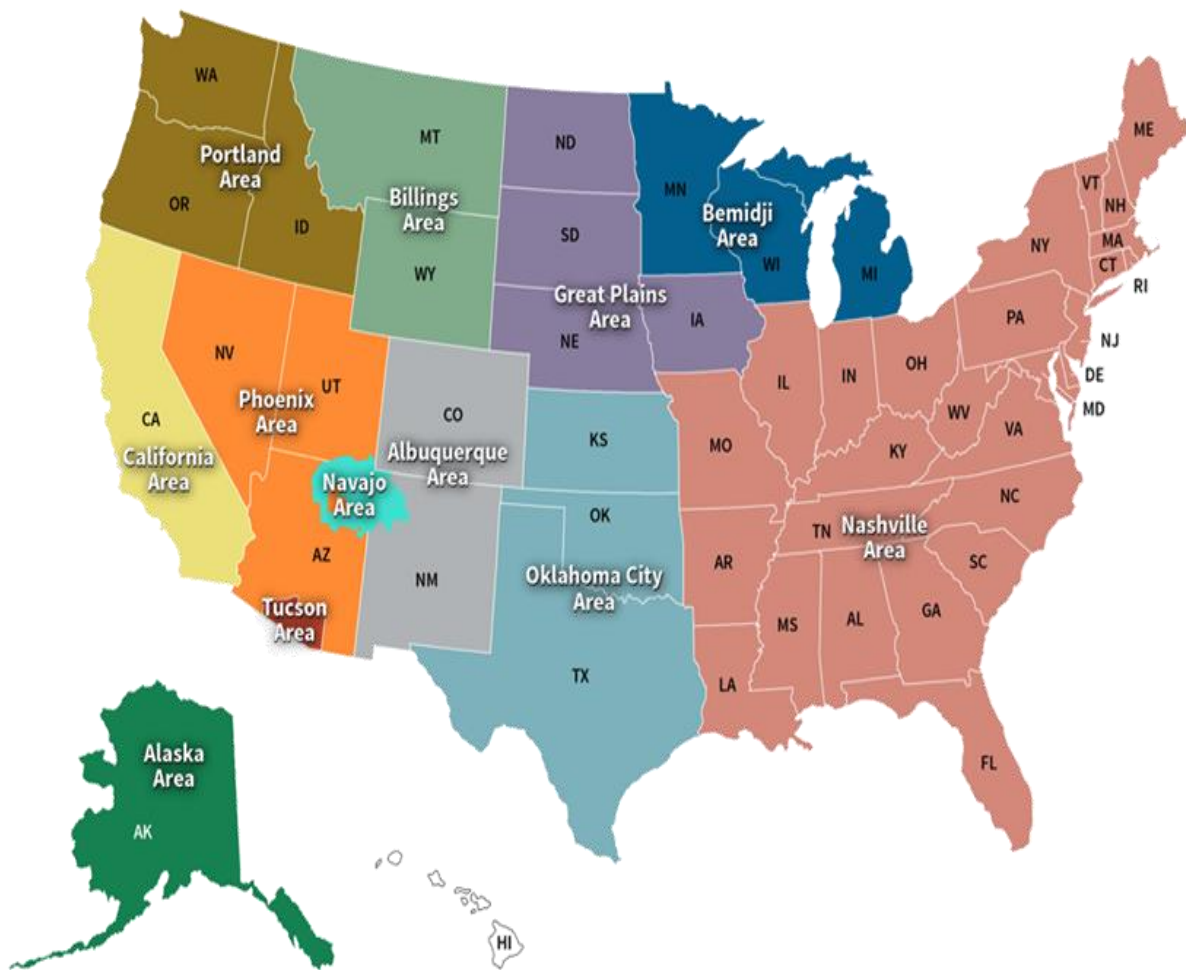 WA
ME
MT
ND
Portland
Area
VT
MN
Billings
Area
NH
OR
Bemidji
Area
ID
SD
NY
MA
WY
WI
CT
MI
RI
Great Plains
Area
PA
IA
NE
NJ
NV
OH
UT
IL
IN
DE
Phoenix
Area
MD
CO
WV
CA
VA
KS
MO
KY
California
Area
Albuquerque
Area
Navajo
Area
NC
OK
TN
Nashville
Area
AZ
AR
SC
NM
Oklahoma City
Area
Tucson
Area
MS
AL
GA
TX
LA
Alaska
Area
FL
AK
HI